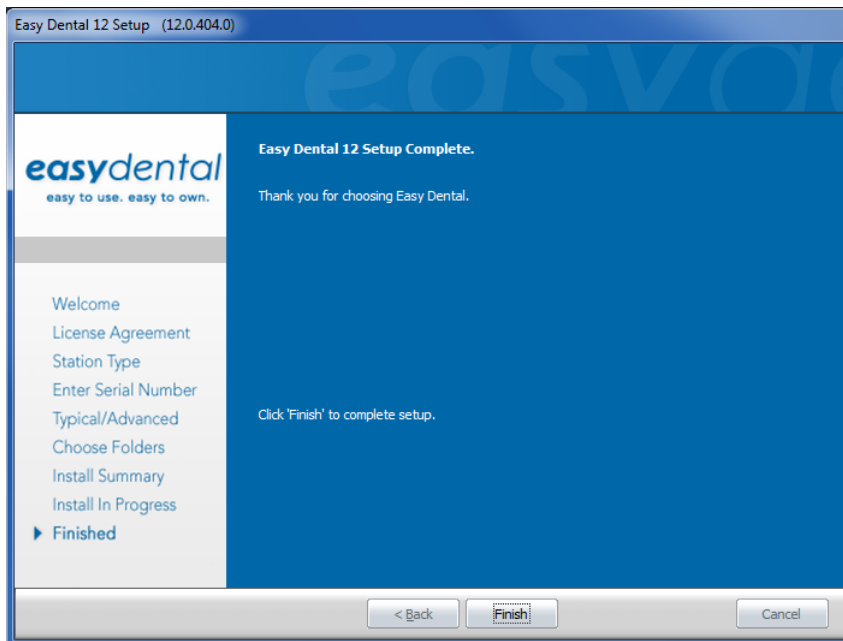 Easy Dental 12 Setup (12.0.404.0)
easydental
easy to use. easy to own.
Welcome
License Agreement
Station Type
Enter Serial Number
Typical/Advanced
Choose Folders
Install Summary
Install In Progress
Finished
Easy Dental 12 Setup Complete.
Thank you for choosing Easy Dental.
Click 'Finish' to complete setup.
< Back
Finish
Cancel